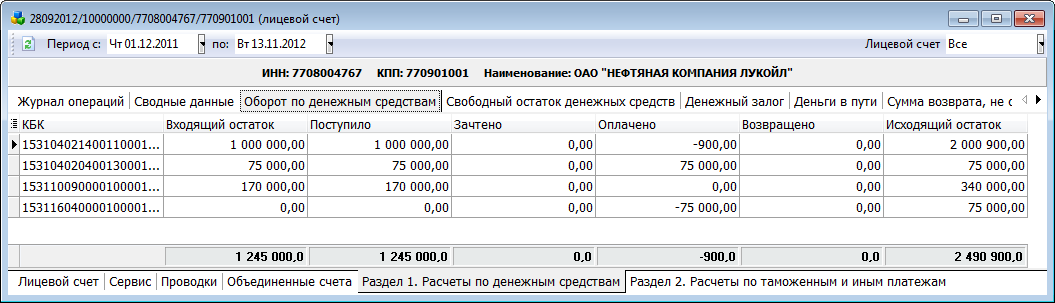 28092012/10000000/7708004767/770901001 (лицевой счет)
Период с: Чт 01.12.2011 по: Вт 13.11.2012 Лицевой счет Все
ИНН: 7708004767 КПП: 770901001 Наименование: ОАО "НЕФТЯНАЯ КОМПАНИЯ ЛУКОЙЛ"
Журнал операций Сводные данные Оборот по денежным средствам Свободный остаток денежных средств Денежный залог Деньги в пути Сумма возврата, не с
КБК Входящий остаток Поступило Зачтено Оплачено Возвращено Исходящий остаток
153104021400110001... 1 000 000,00 1 000 000,00 0,00 -900,00 0,00 2 000 900,00
153104020400130001... 75 000,00 75 000,00 0,00 75 000,00 0,00 75 000,00
153110090000100001... 170 000,00 170 000,00 0,00 0,00 0,00 340 000,00
153116040000100001... 0,00 0,00 0,00 -75 000,00 0,00 75 000,00
1 245 000,0 1 245 000,0 0,0 -900,0 0,0 2 490 900,0
Лицевой счет Сервис Проводки Объединенные счета Раздел 1. Расчеты по денежным средствам Раздел 2. Расчеты по таможенным и иным платежам